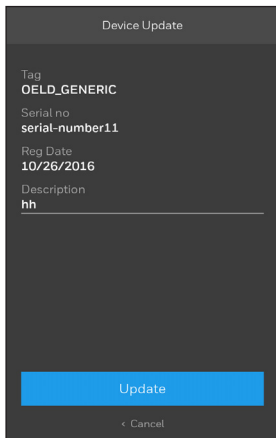 Device Update
Tag
OELD_GENERIC
Serial no
serial-number11
Reg Date
10/26/2016
Description
hh
Update
< Cancel